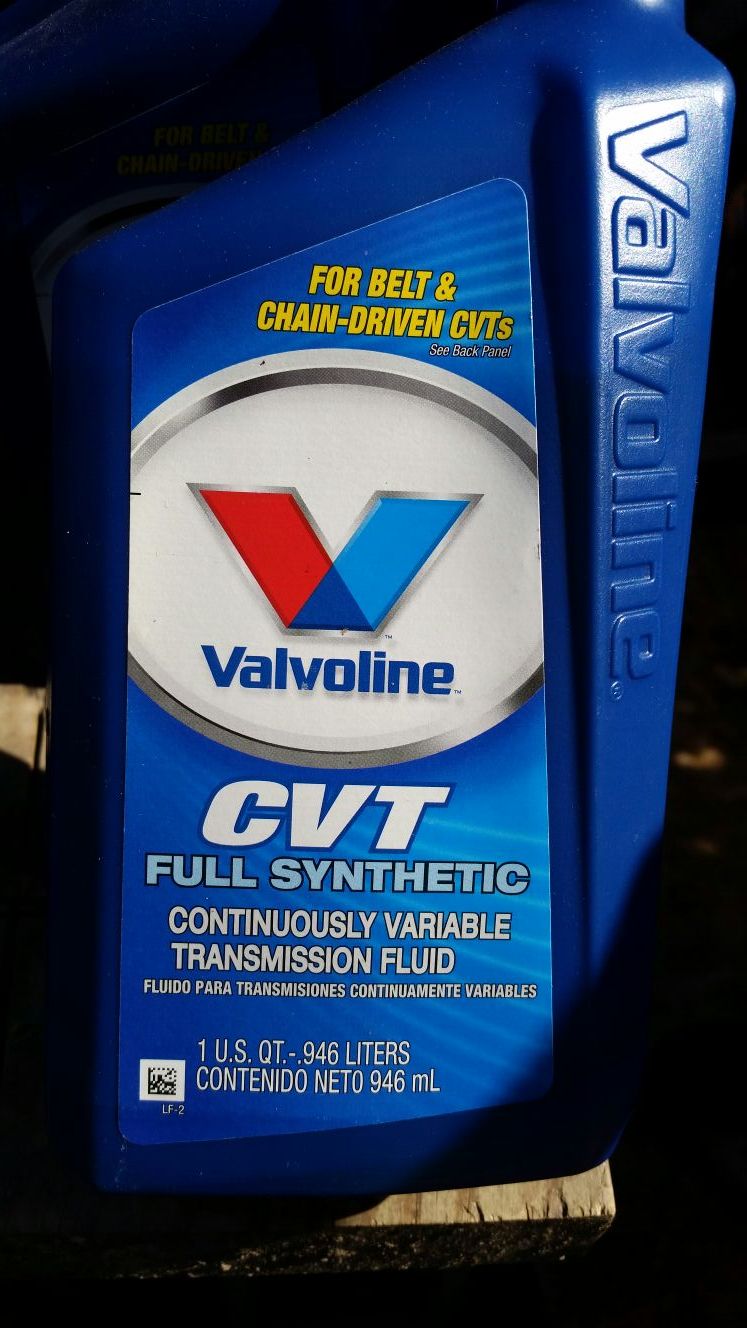 FOR BELT &
CHAIN-DRIVEN
FOR BELT &
CHAIN-DRIVEN CVTs
See Back Panel
Valvoline™
CVT
FULL SYNTHETIC
CONTINUOUSLY VARIABLE
TRANSMISSION FLUID
FLUIDO PARA TRANSMISIONES CONTINUAMENTE VARIABLES
1 U.S. QT.-.946 LITERS
CONTENIDO NETO 946 mL
LF-2
Valvoline®